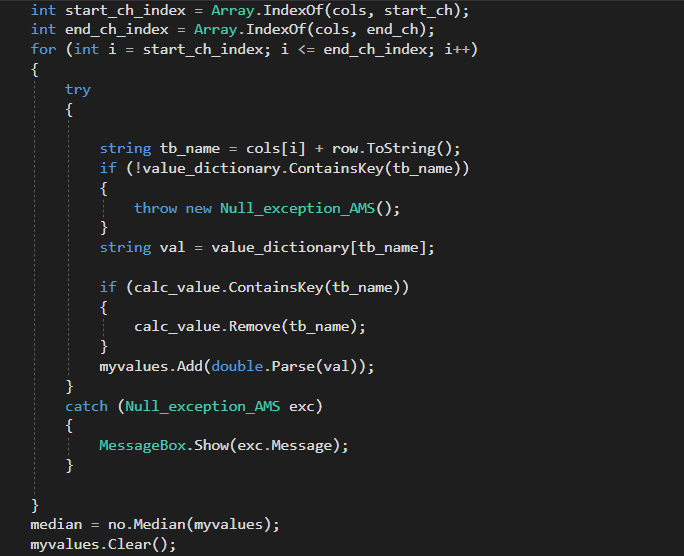 int start_ch_index = Array.IndexOf(cols, start_ch);
int end_ch_index = Array.IndexOf(cols, end_ch);
for (int i = start_ch_index; i <= end_ch_index; i++)
{
try
{
string tb_name = cols[i] + row.ToString();
if (!value_dictionary.ContainsKey(tb_name))
{
throw new Null_exception_AMS();
}
string val = value_dictionary[tb_name];
if (calc_value.ContainsKey(tb_name))
{
calc_value.Remove(tb_name);
}
myvalues.Add(double.Parse(val));
}
catch (Null_exception_AMS exc)
{
MessageBox.Show(exc.Message);
}
}
median = no.Median(myvalues);
myvalues.Clear();